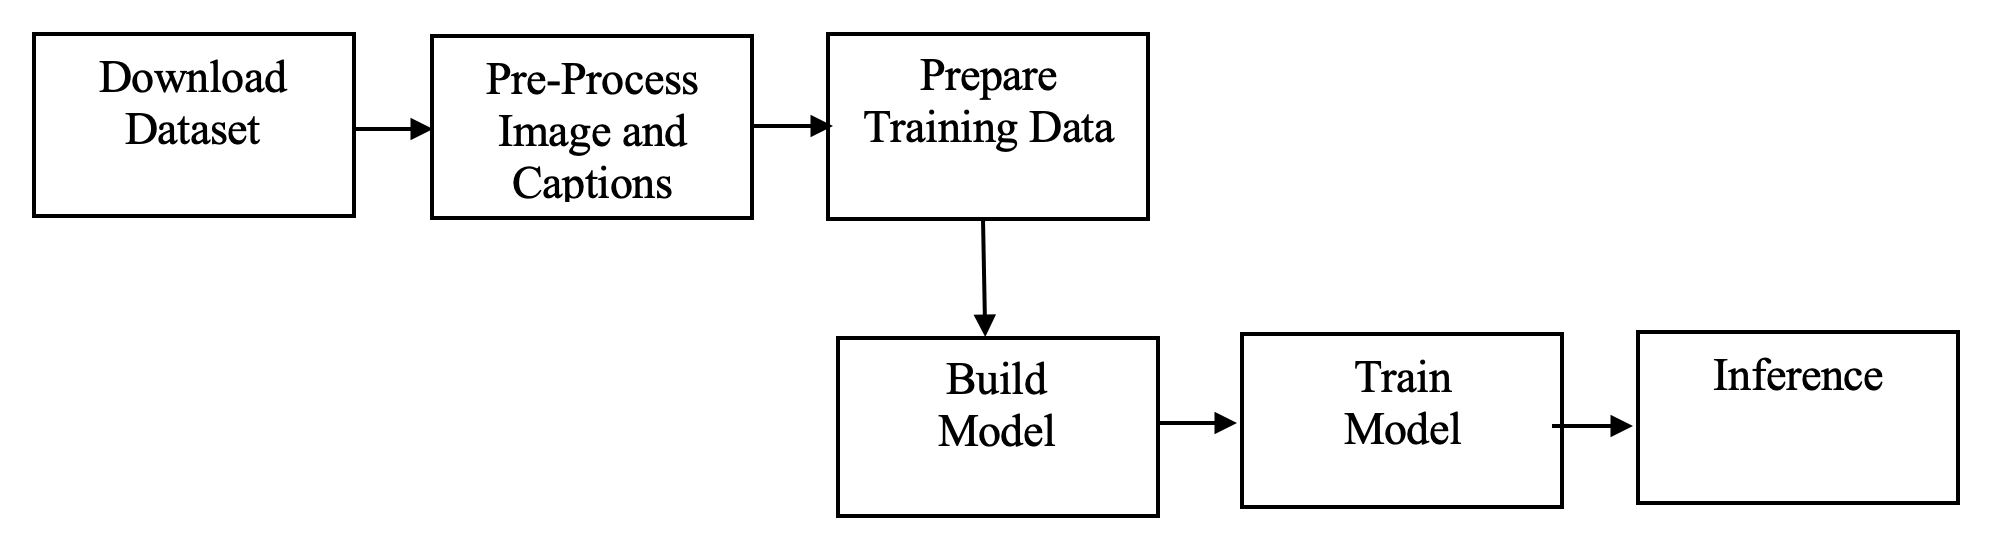 Download
Dataset
Pre-Process
Image and
Captions
Prepare
Training Data
Build
Model
Train
Model
Inference